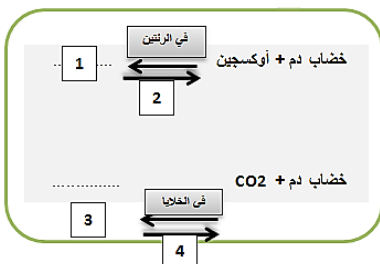 في الرئتين
خضاب دم + أوكسجين
1
2
خضاب دم + CO2
في الخلايا
3
4